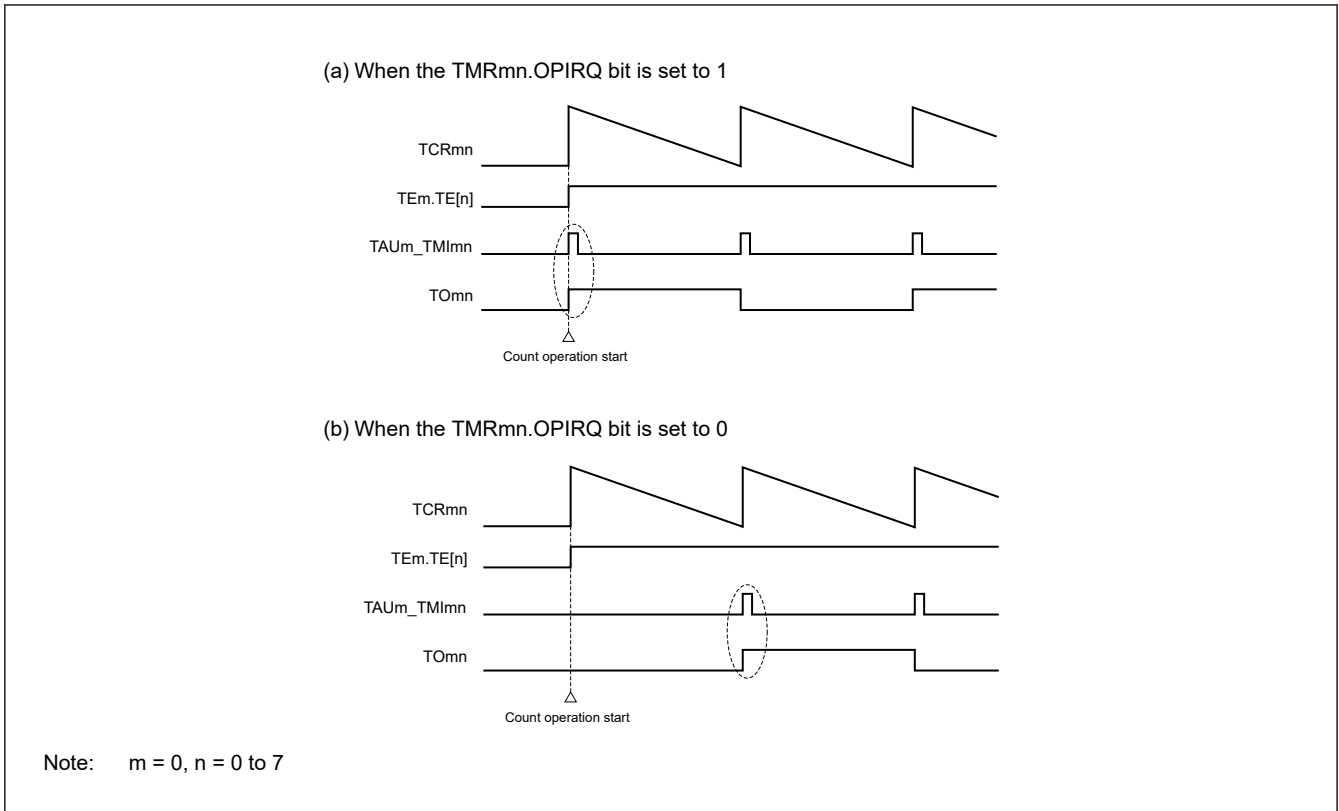 (a) When the TMRmn.OPIRQ bit is set to 1
TCRmn
TEm.TE[n]
TAUm_TMImn
TOmn
Count operation start
(b) When the TMRmn.OPIRQ bit is set to 0
TCRmn
TEm.TE[n]
TAUm_TMImn
TOmn
Count operation start
Note: m = 0, n = 0 to 7